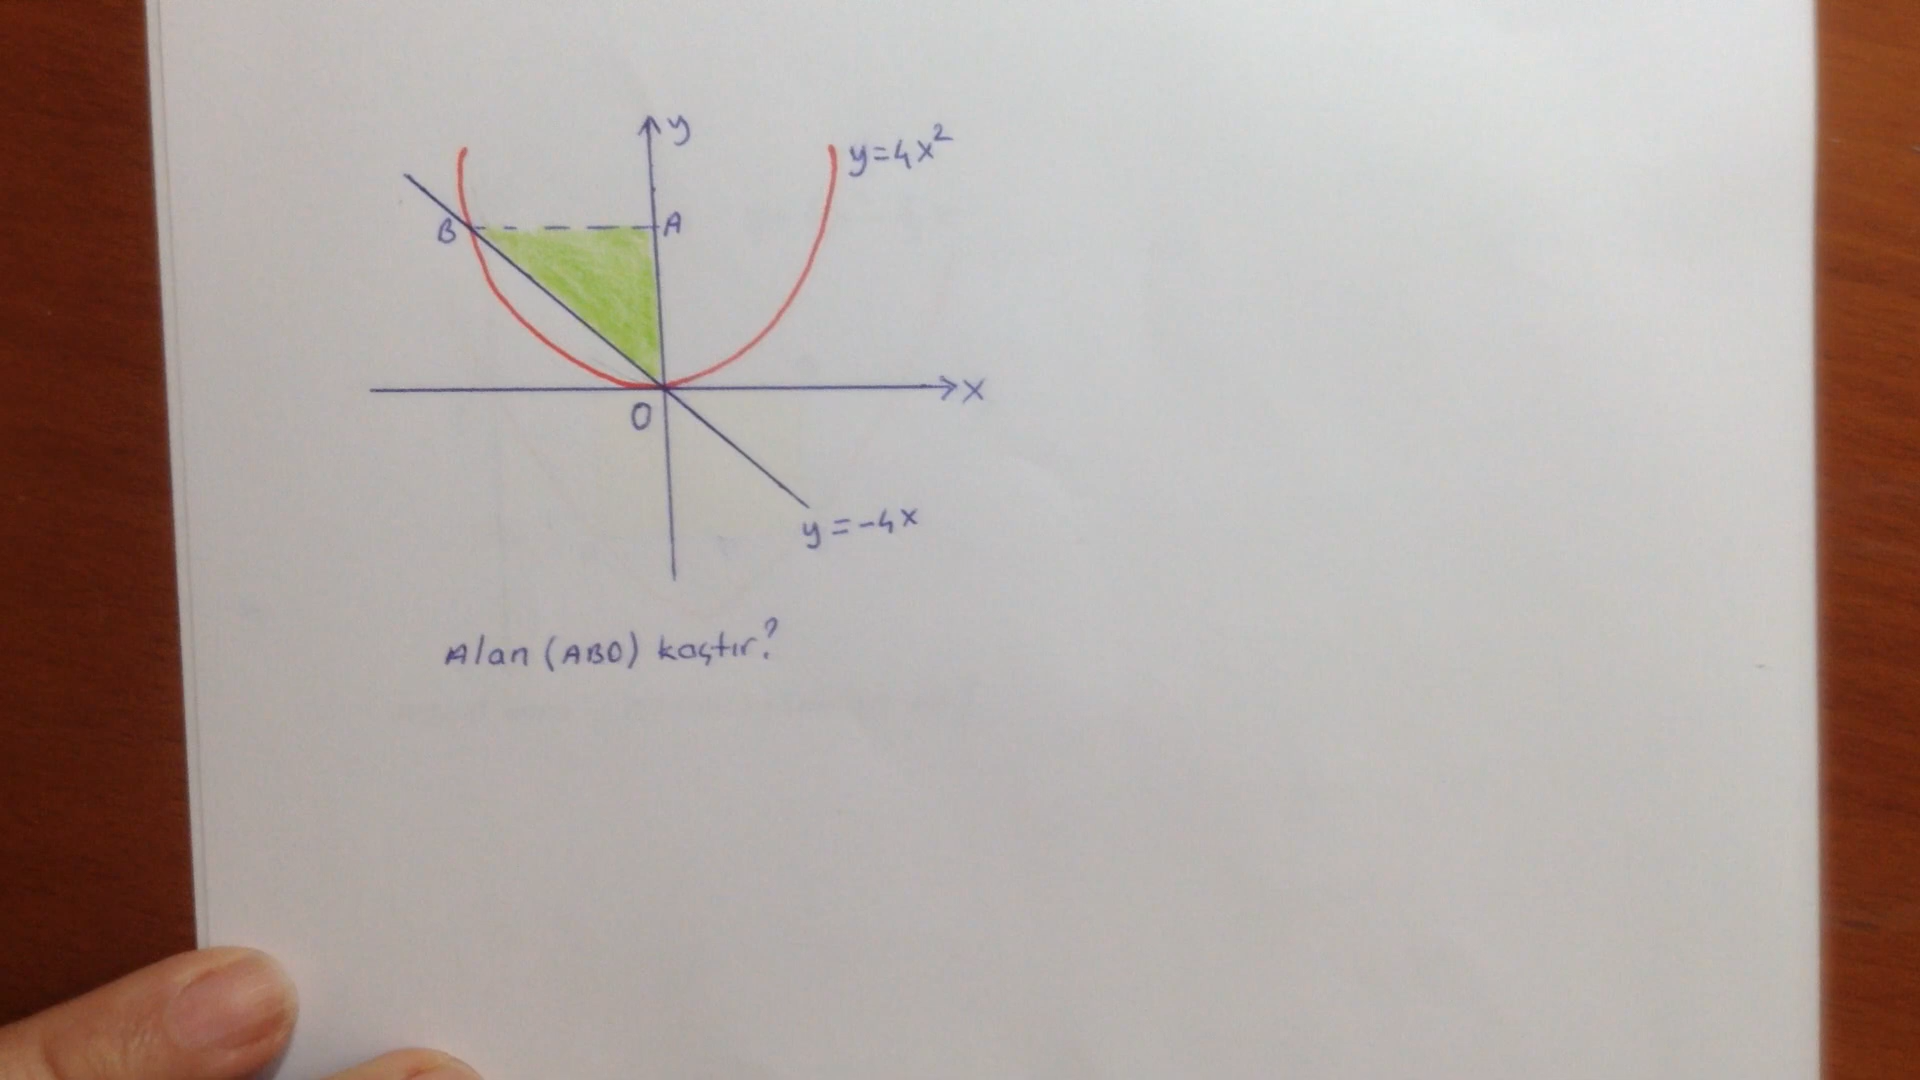 y
y=4x²
B
A
x
O
y=-4x
Alan (ABO) kaçtır?